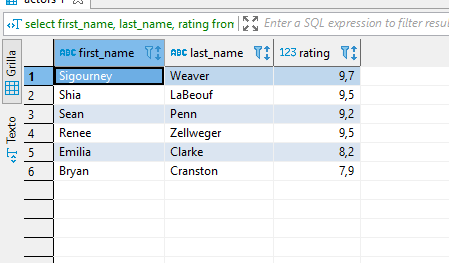 actors 1
select first_name, last_name, rating fron Enter a SQL expression to filter resul
Grilla
Texto
ABC first_name ABC last_name 123 rating
1 Sigourney Weaver 9,7
2 Shia LaBeouf 9,5
3 Sean Penn 9,2
4 Renee Zellweger 9,5
5 Emilia Clarke 8,2
6 Bryan Cranston 7,9